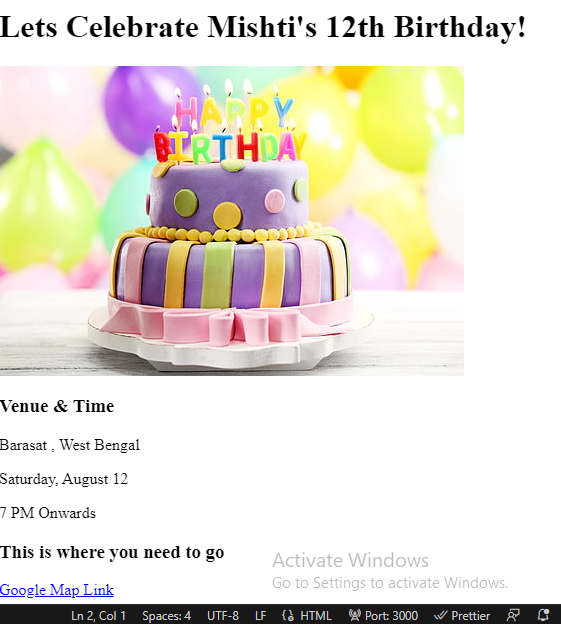 Lets Celebrate Mishti's 12th Birthday!
HAPPY
BIRTHDAY
Venue & Time
Barasat , West Bengal
Saturday, August 12
7 PM Onwards
This is where you need to go
Google Map Link
Activate Windows
Go to Settings to activate Windows.
Ln 2, Col 1 Spaces: 4 UTF-8 LF HTML Port: 3000 Prettier